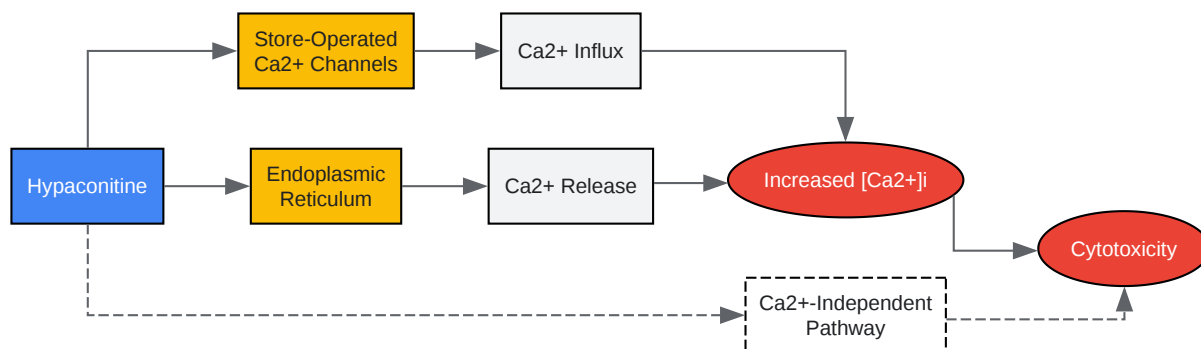 Store-Operated
Ca2+ Channels
Ca2+ Influx
Hypaconitine
Endoplasmic
Reticulum
Ca2+ Release
Increased [Ca2+]i
Cytotoxicity
Ca2+-Independent
Pathway